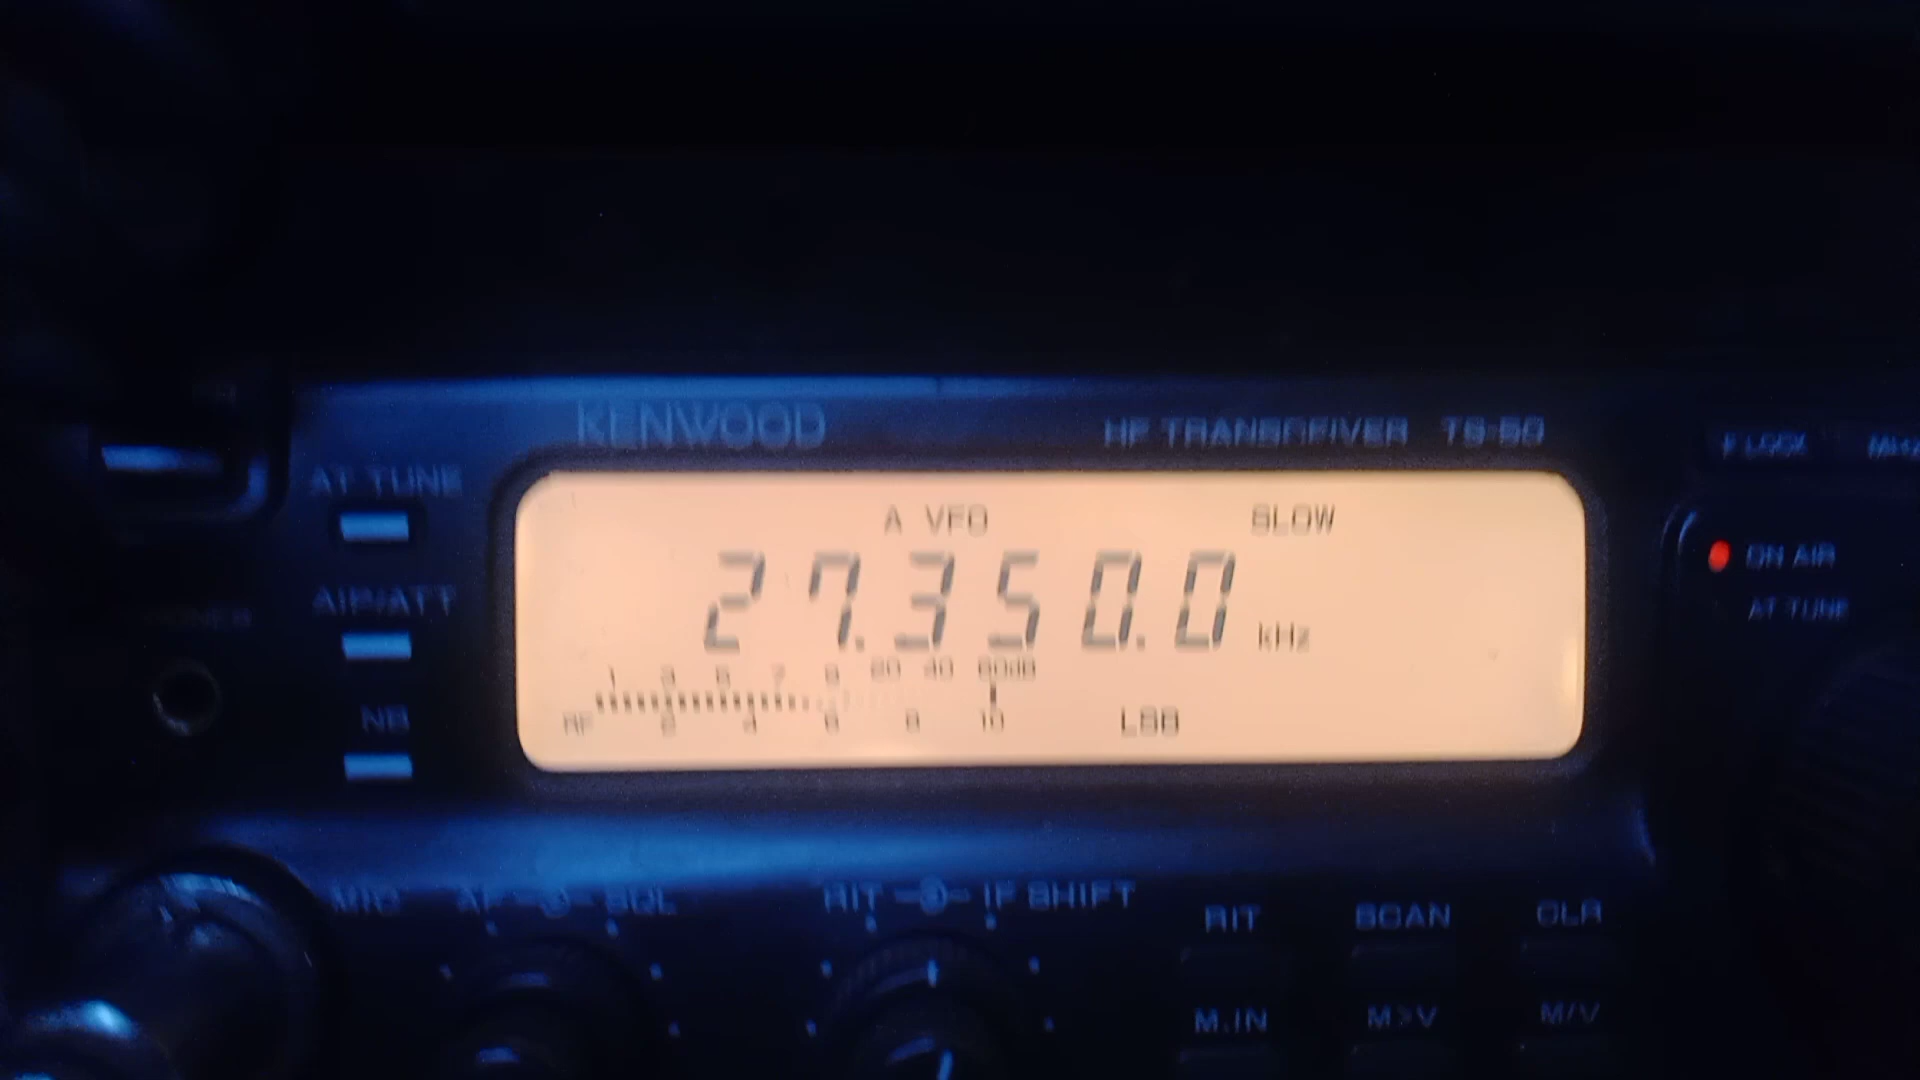 KENWOOD
HF TRANSCEIVER TS-50
F.LOCK
AT TUNE
A VFO
SLOW
ON AIR
27.350.0 kHz
AIP/ATT
AT TUNE
1 3 5 7 9 20 40 60dB
NB
RF 2 4 6 8 10
LSB
MIC AF SQL RIT IF SHIFT
RIT SCAN CLR
M.IN M>V M/V